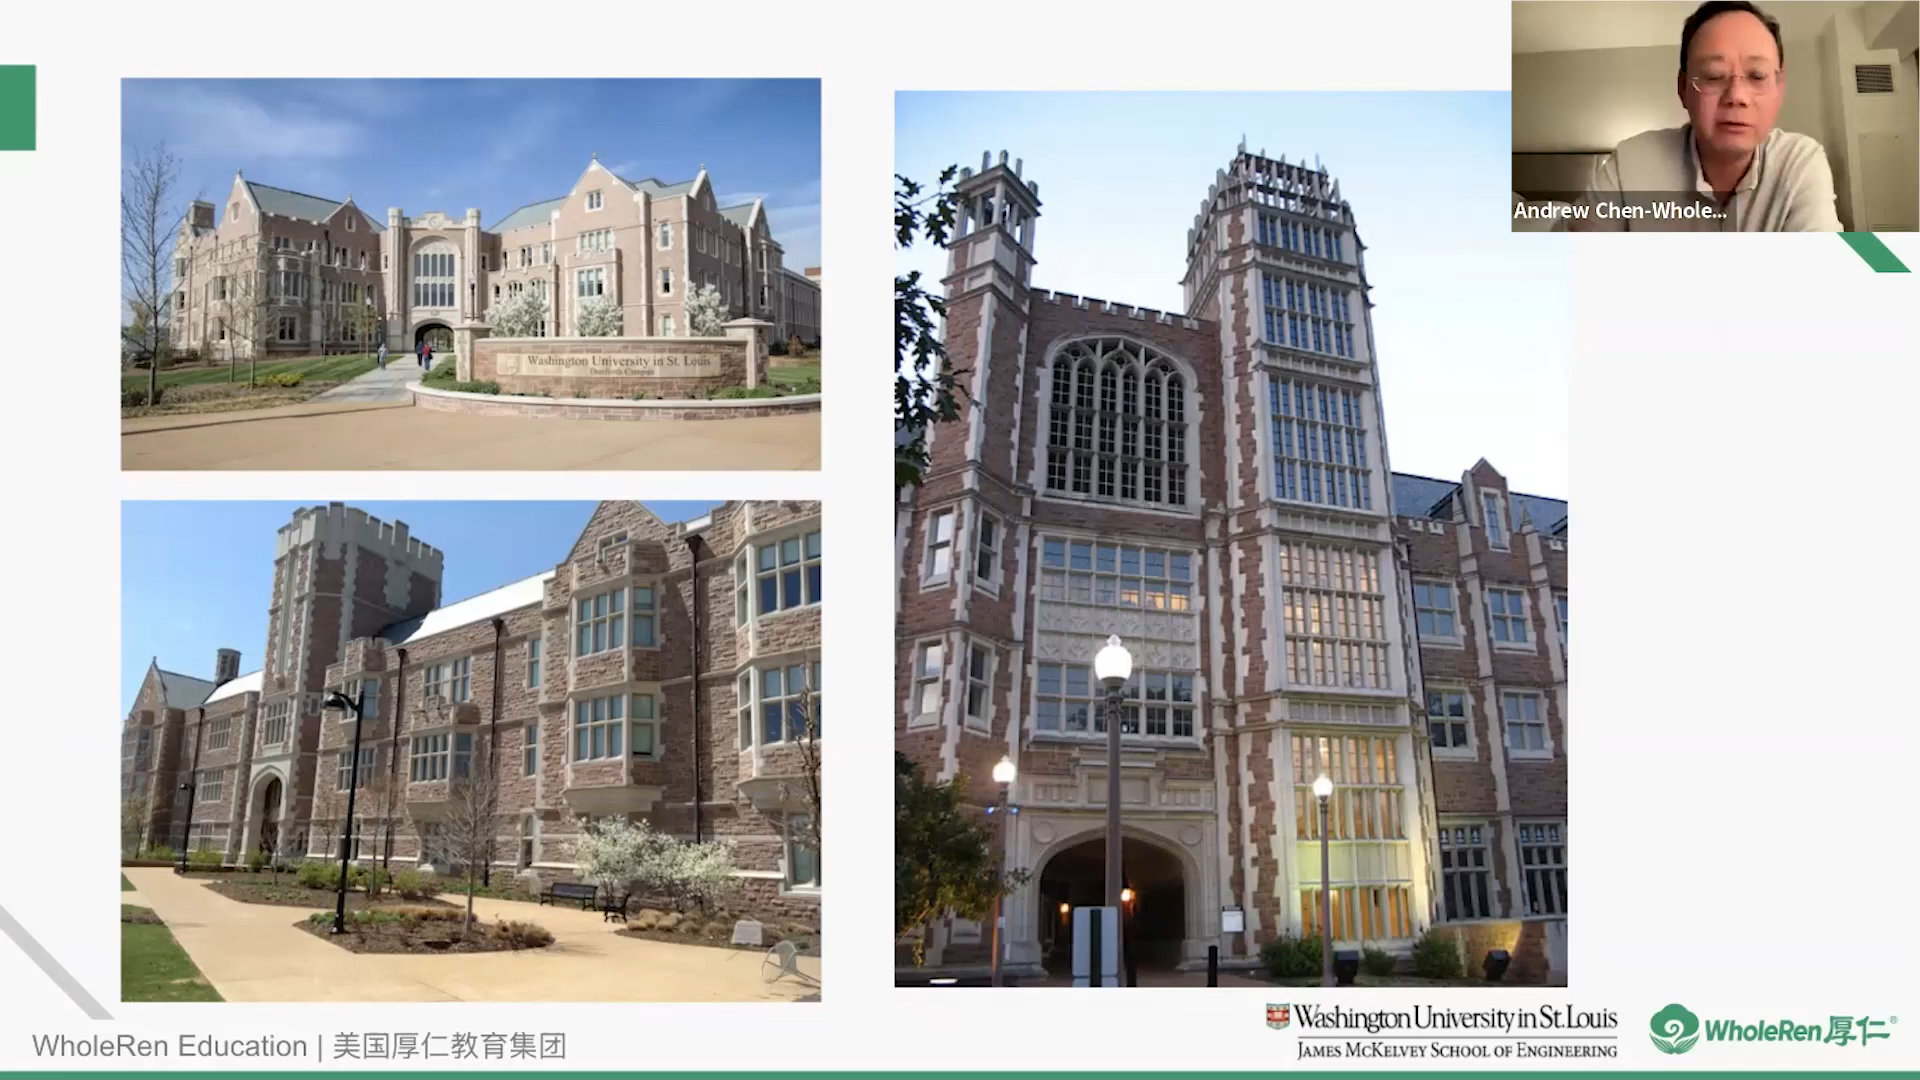 Andrew Chen-Whole...
Washington University in St. Louis
Danforth Campus
WholeRen Education | 美国厚仁教育集团
Washington University in St. Louis
JAMES MCKELVEY SCHOOL OF ENGINEERING
WholeRen厚仁®